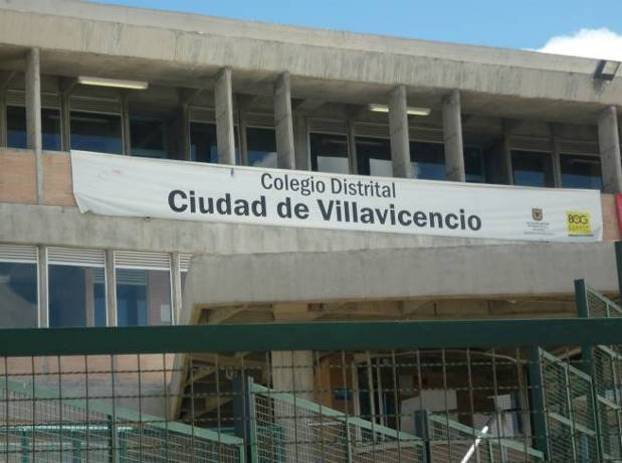 Colegio Distrital
Ciudad de Villavicencio
BOG